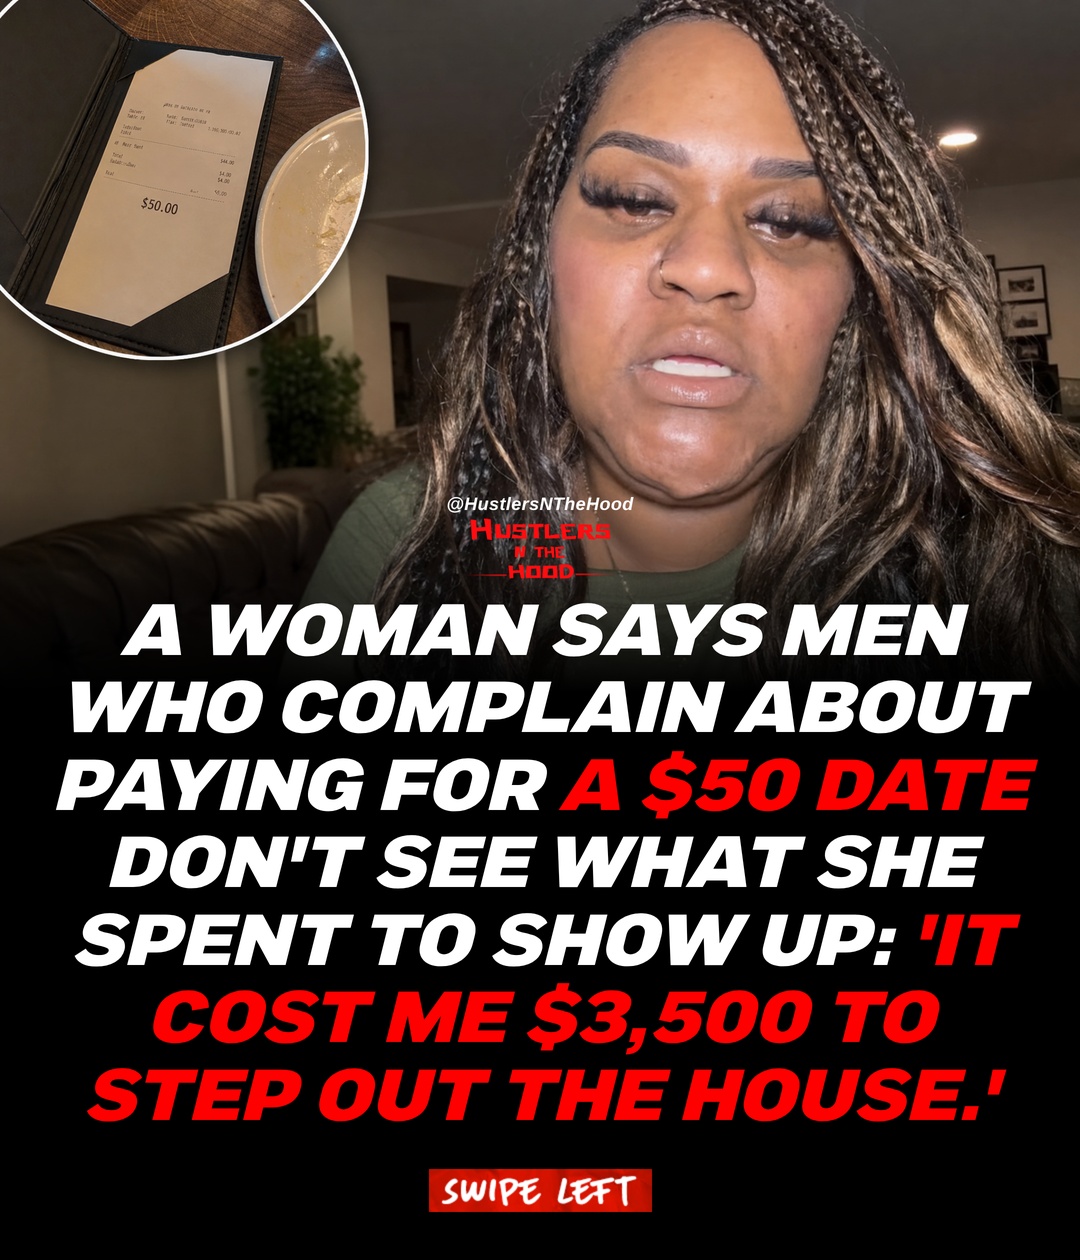 $50.00
@HustlersNTheHood
HUSTLERS
N THE
HOOD
A WOMAN SAYS MEN
WHO COMPLAIN ABOUT
PAYING FOR A $50 DATE
DON'T SEE WHAT SHE
SPENT TO SHOW UP: 'IT
COST ME $3,500 TO
STEP OUT THE HOUSE.'
SWIPE LEFT